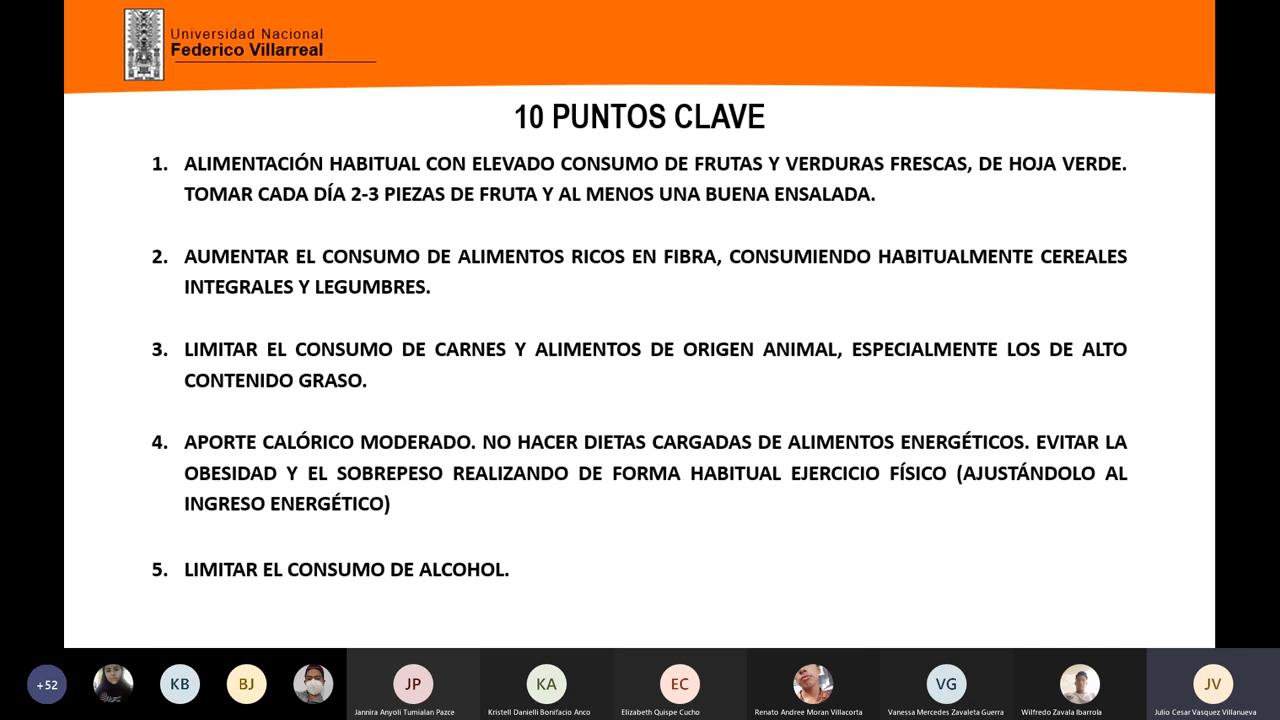 Universidad Nacional
Federico Villarreal
10 PUNTOS CLAVE
1. ALIMENTACIÓN HABITUAL CON ELEVADO CONSUMO DE FRUTAS Y VERDURAS FRESCAS, DE HOJA VERDE.
TOMAR CADA DÍA 2-3 PIEZAS DE FRUTA Y AL MENOS UNA BUENA ENSALADA.
2. AUMENTAR EL CONSUMO DE ALIMENTOS RICOS EN FIBRA, CONSUMIENDO HABITUALMENTE CEREALES
INTEGRALES Y LEGUMBRES.
3. LIMITAR EL CONSUMO DE CARNES Y ALIMENTOS DE ORIGEN ANIMAL, ESPECIALMENTE LOS DE ALTO
CONTENIDO GRASO.
4. APORTE CALÓRICO MODERADO. NO HACER DIETAS CARGADAS DE ALIMENTOS ENERGÉTICOS. EVITAR LA
OBESIDAD Y EL SOBREPESO REALIZANDO DE FORMA HABITUAL EJERCICIO FÍSICO (AJUSTÁNDOLO AL
INGRESO ENERGÉTICO)
5. LIMITAR EL CONSUMO DE ALCOHOL.
+52
KB
BJ
JP
KA
EC
VG
JV
Jannira Anyoli Tumialan Pazce
Kristell Danielli Bonifacio Anco
Elizabeth Quispe Cucho
Renato Andree Moran Villacorta
Vanessa Mercedes Zavaleta Guerra
Wilfredo Zavala Ibarrola
Julio Cesar Vasquez Villanueva